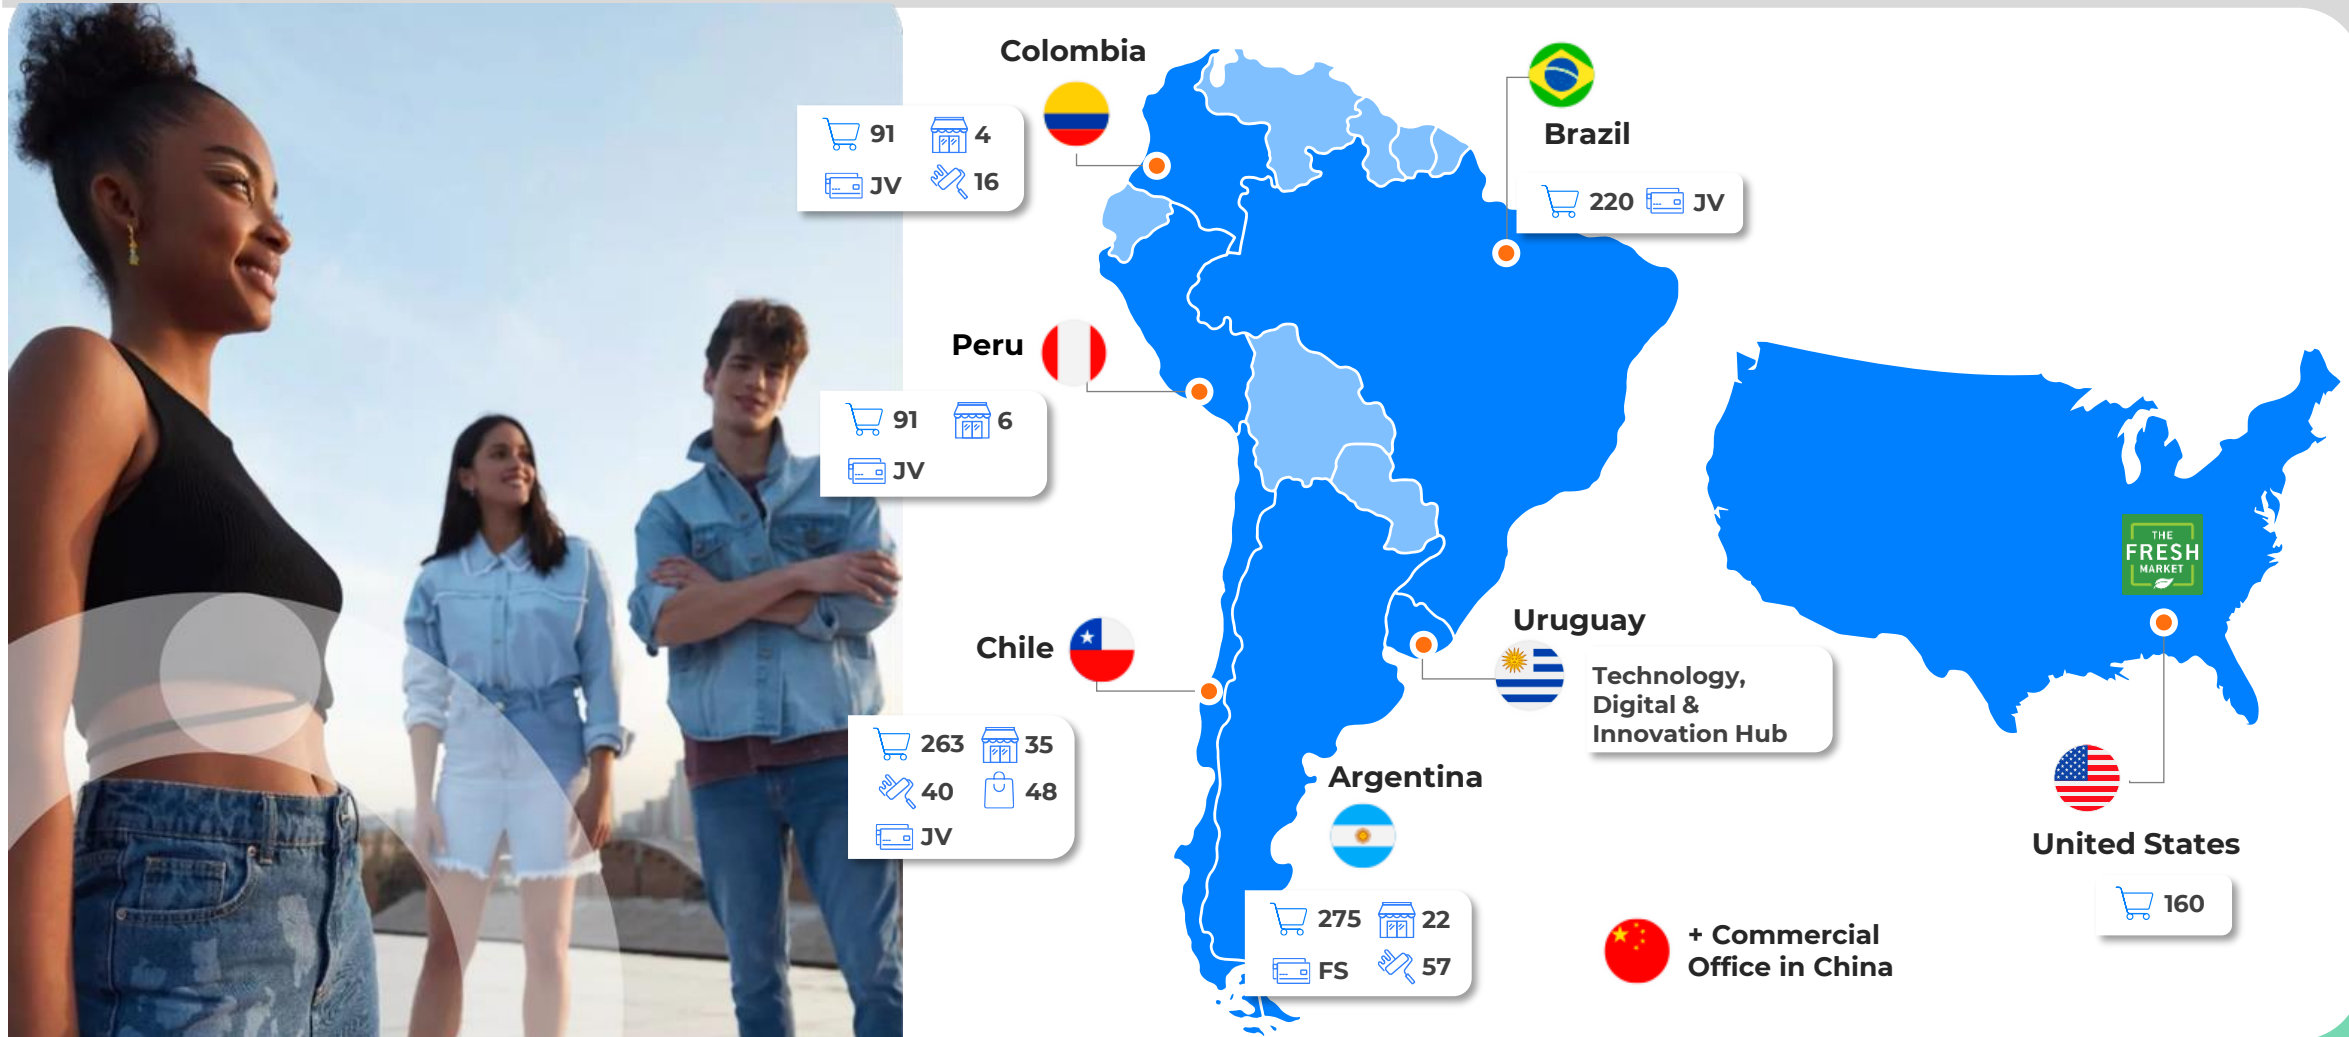 Colombia
91
4
JV
16
Brazil
220
JV
Peru
91
6
JV
Chile
263
35
40
48
JV
Uruguay
Technology,
Digital &
Innovation Hub
Argentina
275
22
FS
57
THE
FRESH
MARKET
United States
160
+ Commercial
Office in China